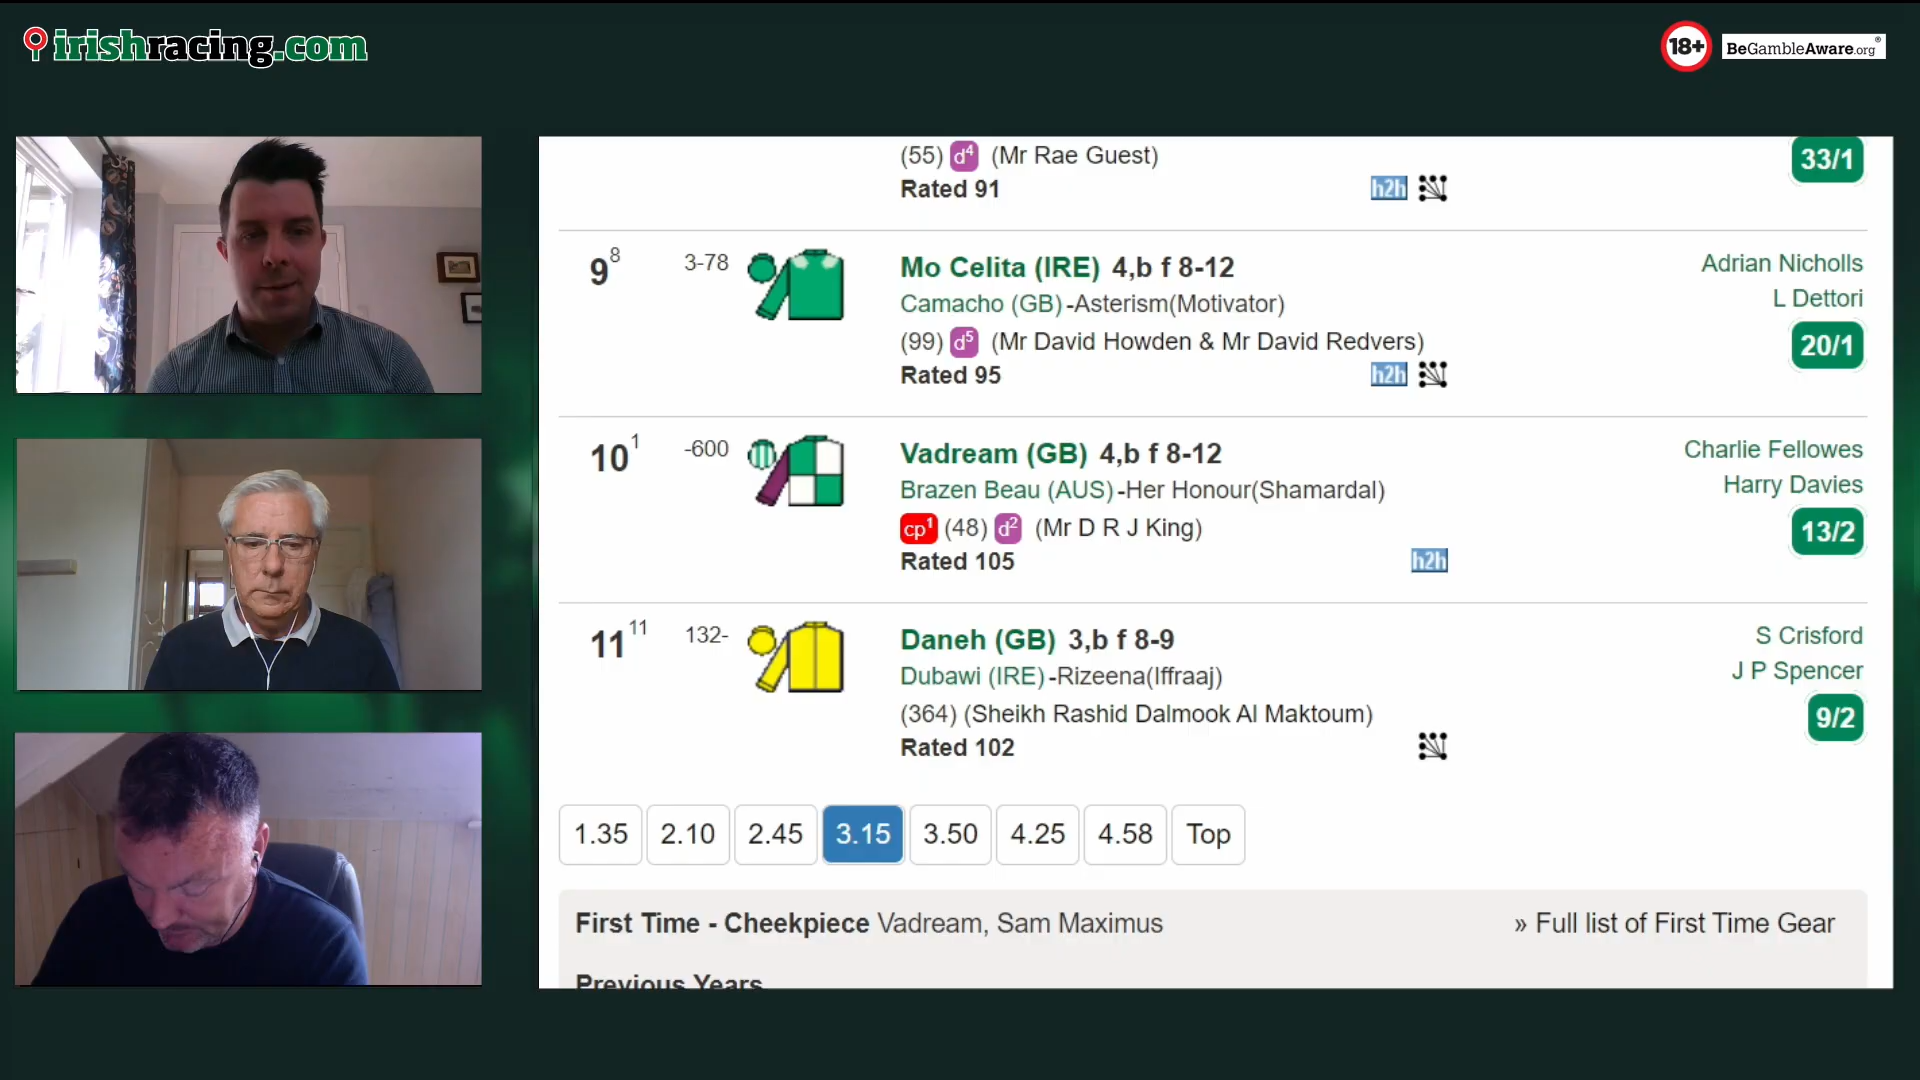 irishracing.com
18+
BeGambleAware.org®
(55) d4 (Mr Rae Guest)
33/1
Rated 91
h2h
9 8 3-78 Mo Celita (IRE) 4,b f 8-12
Adrian Nicholls
Camacho (GB)-Asterism(Motivator)
L Dettori
(99) d5 (Mr David Howden & Mr David Redvers)
20/1
Rated 95
h2h
10 1 -600 Vadream (GB) 4,b f 8-12
Charlie Fellowes
Brazen Beau (AUS)-Her Honour(Shamardal)
Harry Davies
cp1 (48) d2 (Mr D R J King)
13/2
Rated 105
h2h
11 11 132- Daneh (GB) 3,b f 8-9
S Crisford
Dubawi (IRE)-Rizeena(Iffraaj)
J P Spencer
(364) (Sheikh Rashid Dalmook Al Maktoum)
9/2
Rated 102
1.35 2.10 2.45 3.15 3.50 4.25 4.58 Top
First Time - Cheekpiece Vadream, Sam Maximus
» Full list of First Time Gear
Previous Years